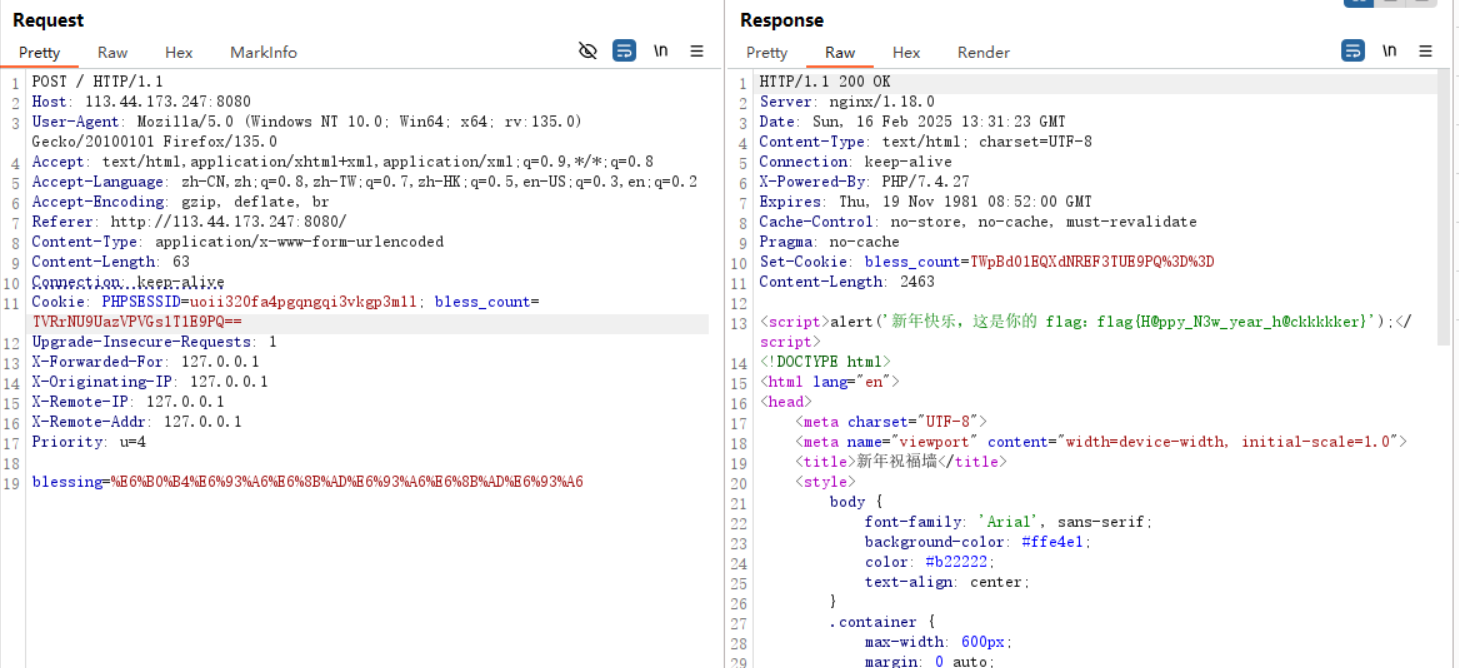 Request
Pretty Raw Hex MarkInfo \n
1 POST / HTTP/1.1
2 Host: 113.44.173.247:8080
3 User-Agent: Mozilla/5.0 (Windows NT 10.0; Win64; x64; rv:135.0)
Gecko/20100101 Firefox/135.0
4 Accept: text/html,application/xhtml+xml,application/xml;q=0.9,*/*;q=0.8
5 Accept-Language: zh-CN,zh;q=0.8,zh-TW;q=0.7,zh-HK;q=0.5,en-US;q=0.3,en;q=0.2
6 Accept-Encoding: gzip, deflate, br
7 Referer: http://113.44.173.247:8080/
8 Content-Type: application/x-www-form-urlencoded
9 Content-Length: 63
10 Connection: keep-alive
11 Cookie: PHPSESSID=uoii320fa4pgqngqi3vkgp3m11; bless_count=
TVRrNU9UazVPVGs1T1E9PQ==
12 Upgrade-Insecure-Requests: 1
13 X-Forwarded-For: 127.0.0.1
14 X-Originating-IP: 127.0.0.1
15 X-Remote-IP: 127.0.0.1
16 X-Remote-Addr: 127.0.0.1
17 Priority: u=4
18
19 blessing=%E6%B0%B4%E6%93%A6%E6%8B%AD%E6%93%A6%E6%8B%AD%E6%93%A6
Response
Pretty Raw Hex Render \n
1 HTTP/1.1 200 OK
2 Server: nginx/1.18.0
3 Date: Sun, 16 Feb 2025 13:31:23 GMT
4 Content-Type: text/html; charset=UTF-8
5 Connection: keep-alive
6 X-Powered-By: PHP/7.4.27
7 Expires: Thu, 19 Nov 1981 08:52:00 GMT
8 Cache-Control: no-store, no-cache, must-revalidate
9 Pragma: no-cache
10 Set-Cookie: bless_count=TWpBd01EQXdNREF3TUE9PQ%3D%3D
11 Content-Length: 2463
12
13 <script>alert('新年快乐，这是你的 flag：flag{H@ppy_N3w_year_h@ckkkkker}');</
script>
14 <!DOCTYPE html>
15 <html lang="en">
16 <head>
17 <meta charset="UTF-8">
18 <meta name="viewport" content="width=device-width, initial-scale=1.0">
19 <title>新年祝福墙</title>
20 <style>
21 body {
22 font-family: 'Arial', sans-serif;
23 background-color: #ffe4e1;
24 color: #b22222;
25 text-align: center;
26 }
27 .container {
28 max-width: 600px;
29 margin: 0 auto;